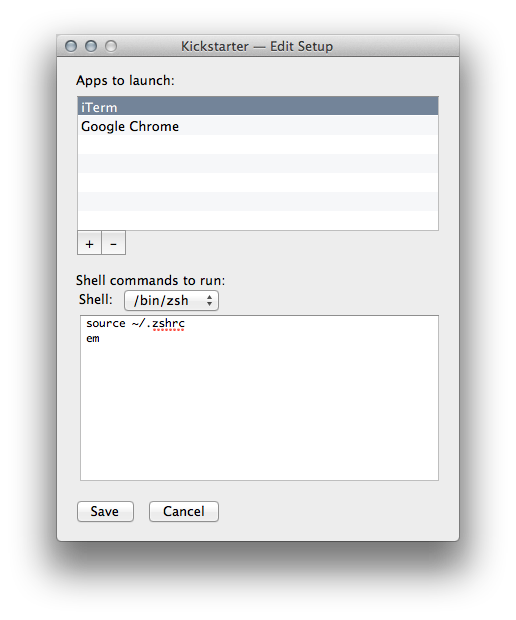 Kickstarter — Edit Setup
Apps to launch:
iTerm
Google Chrome
+ -
Shell commands to run:
Shell: /bin/zsh
source ~/.zshrc
em
Save Cancel